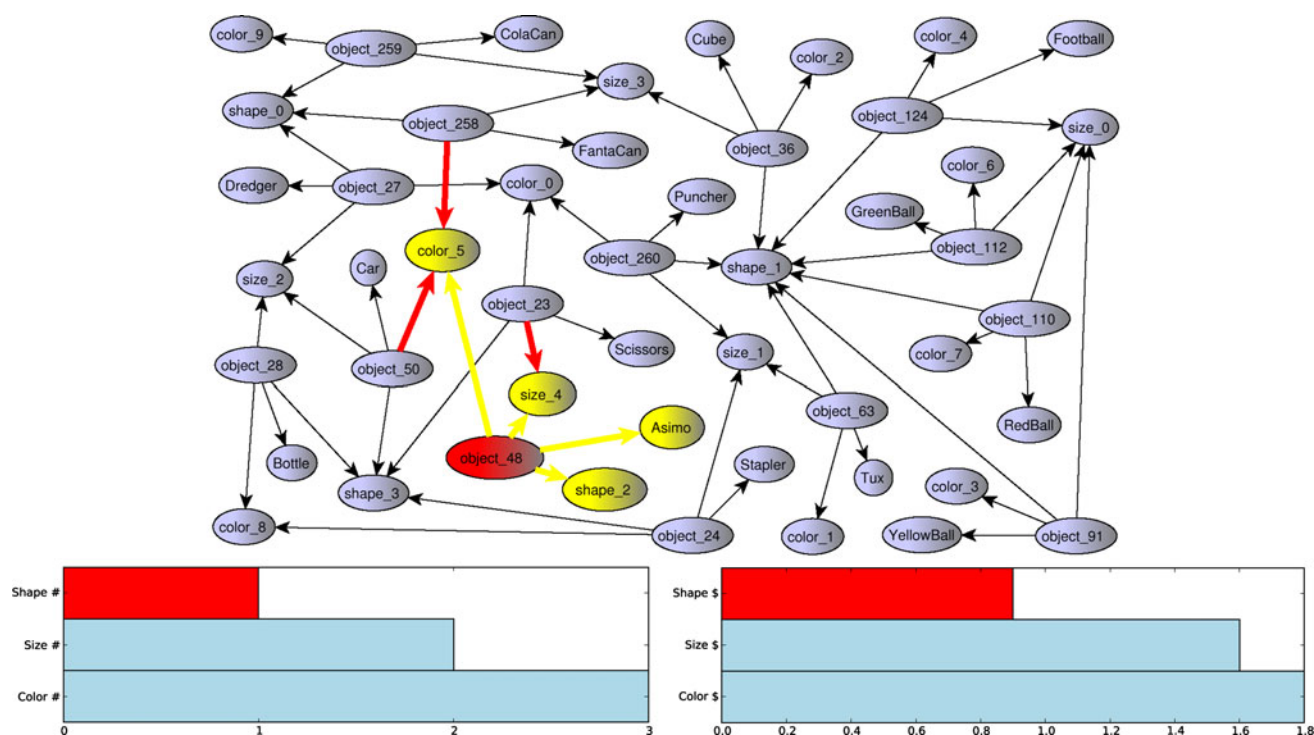 color_9
object_259
ColaCan
Cube
color_2
color_4
Football
size_3
shape_0
object_258
object_124
size_0
FantaCan
object_36
color_6
Dredger
object_27
color_0
Puncher
GreenBall
color_5
object_112
Car
object_260
shape_1
size_2
object_23
object_110
Scissors
size_1
color_7
object_28
object_50
size_4
object_63
Asimo
RedBall
object_48
Bottle
Stapler
Tux
shape_3
shape_2
color_3
color_8
object_24
color_1
YellowBall
object_91
Shape #
Size #
Color #
0 1 2 3
Shape $
Size $
Color $
0.0 0.2 0.4 0.6 0.8 1.0 1.2 1.4 1.6 1.8